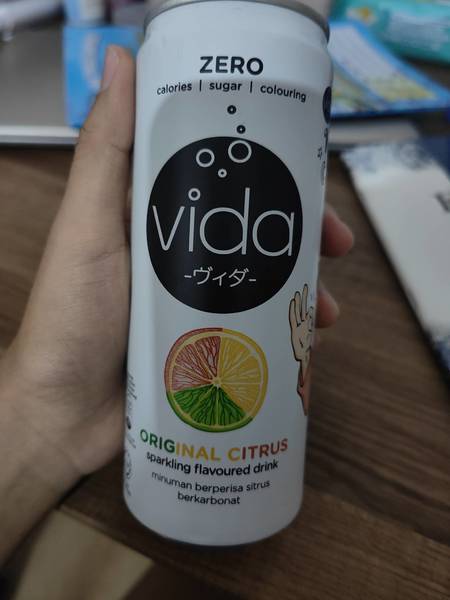 ZERO
calories | sugar | colouring
vida
-ヴィダ-
ORIGINAL CITRUS
sparkling flavoured drink
minuman berperisa sitrus
berkarbonat